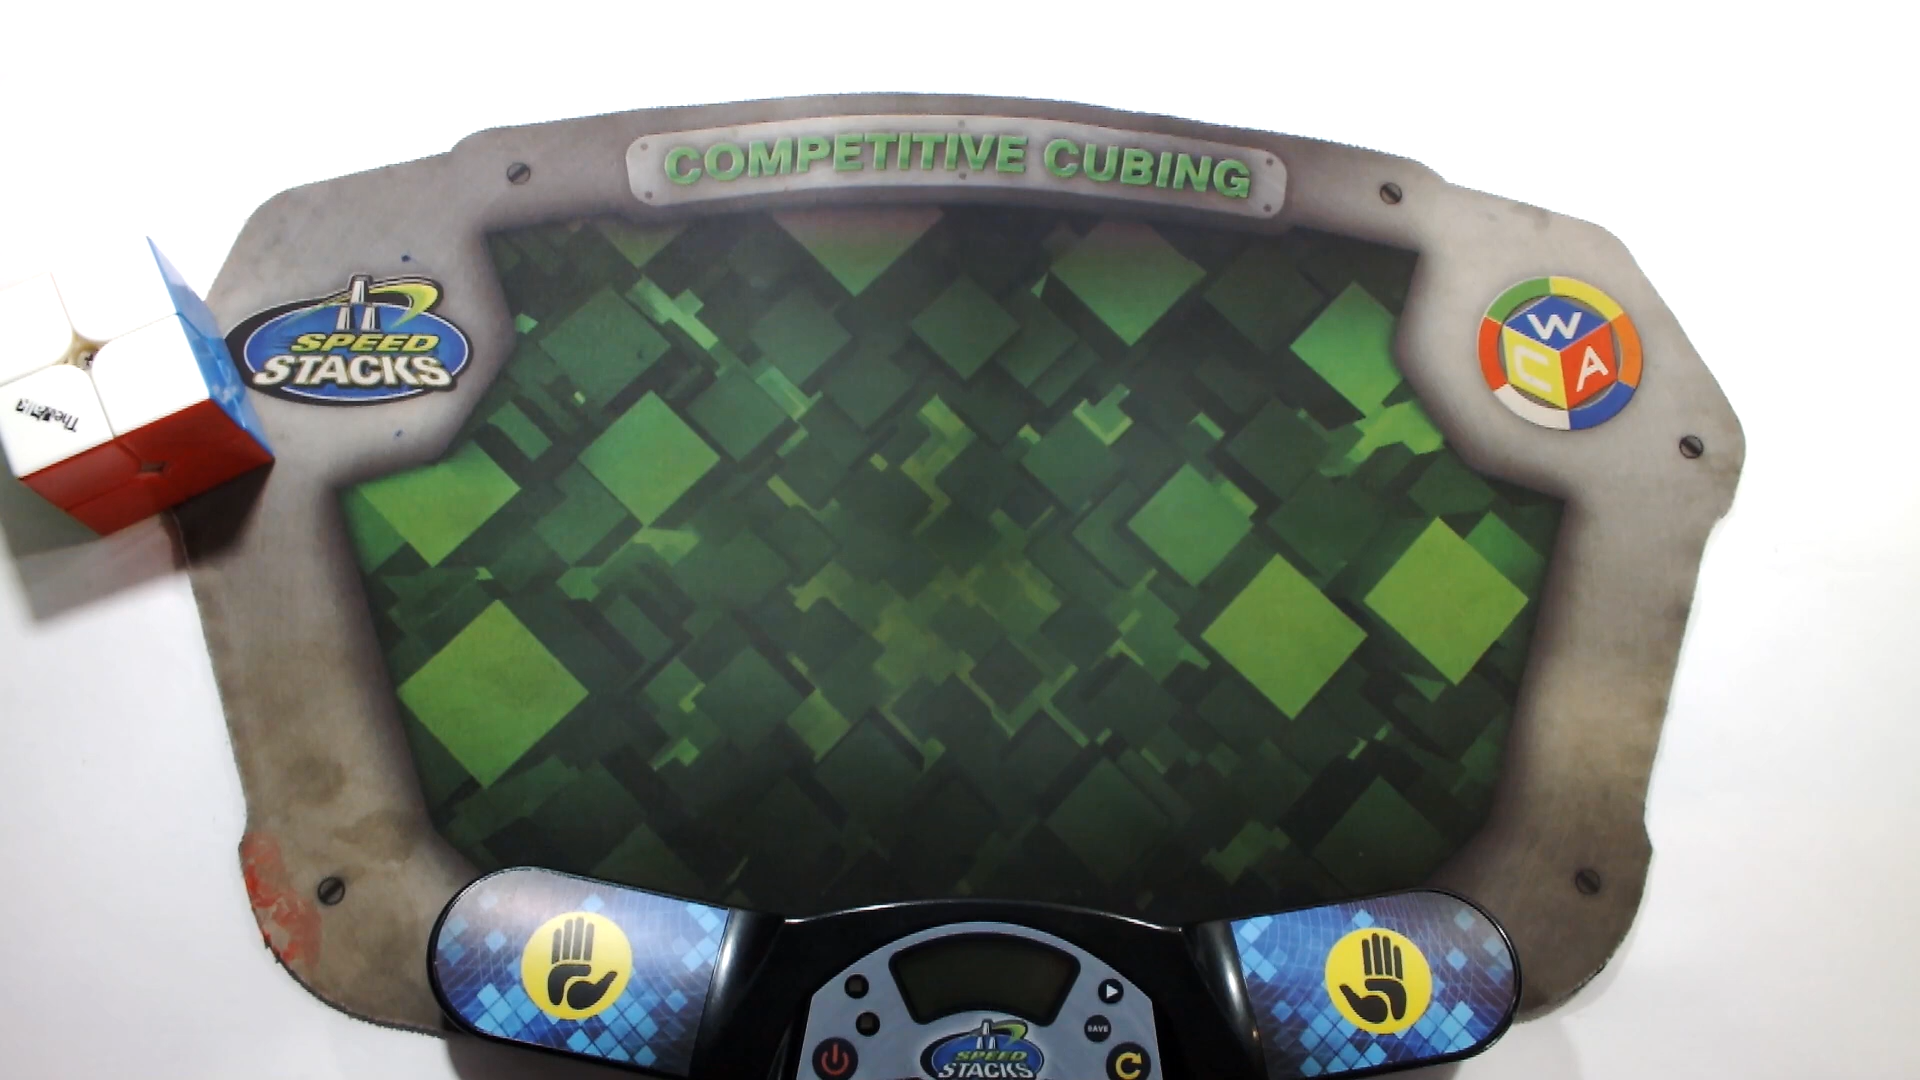 COMPETITIVE CUBING
SPEED
STACKS
W
C A
SAVE
SPEED
STACKS